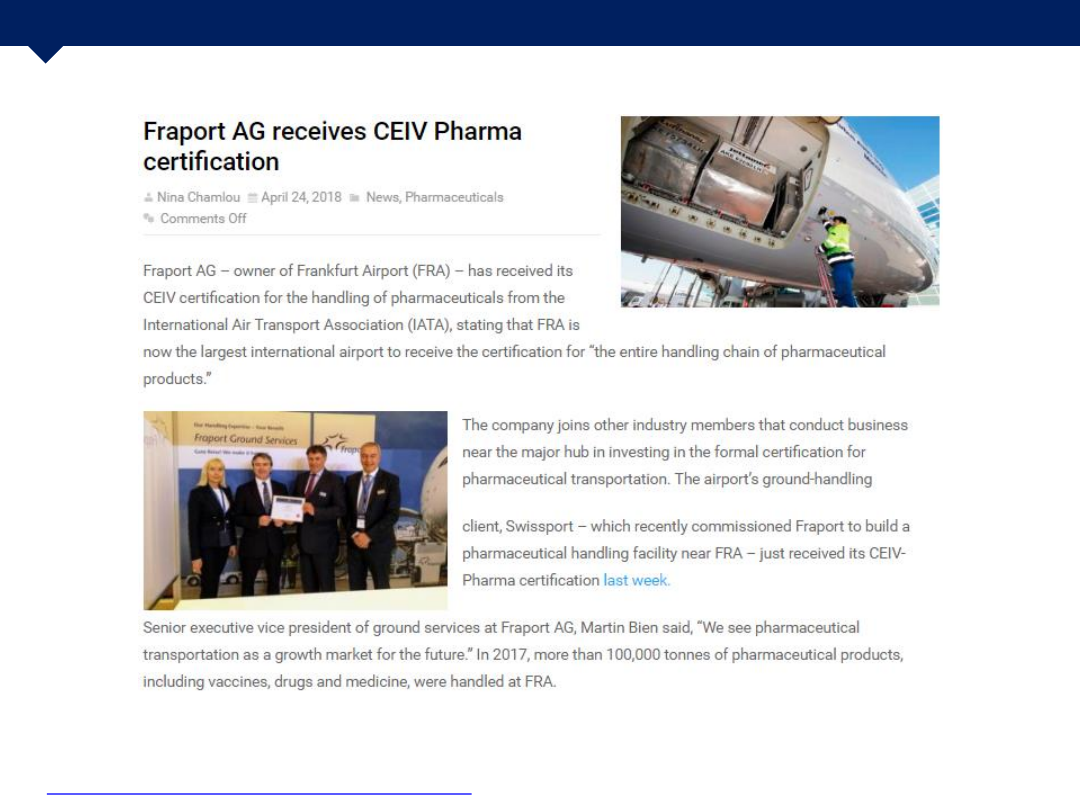 Fraport AG receives CEIV Pharma
certification
Nina Chamlou April 24, 2018 News, Pharmaceuticals
Comments Off
Fraport AG – owner of Frankfurt Airport (FRA) – has received its
CEIV certification for the handling of pharmaceuticals from the
International Air Transport Association (IATA), stating that FRA is
now the largest international airport to receive the certification for “the entire handling chain of pharmaceutical
products.”
Our Handling Expertise – Your Benefit
Fraport Ground Services
Fraport
The company joins other industry members that conduct business
near the major hub in investing in the formal certification for
pharmaceutical transportation. The airport’s ground-handling
client, Swissport – which recently commissioned Fraport to build a
pharmaceutical handling facility near FRA – just received its CEIV-
Pharma certification last week.
Senior executive vice president of ground services at Fraport AG, Martin Bien said, “We see pharmaceutical
transportation as a growth market for the future.” In 2017, more than 100,000 tonnes of pharmaceutical products,
including vaccines, drugs and medicine, were handled at FRA.